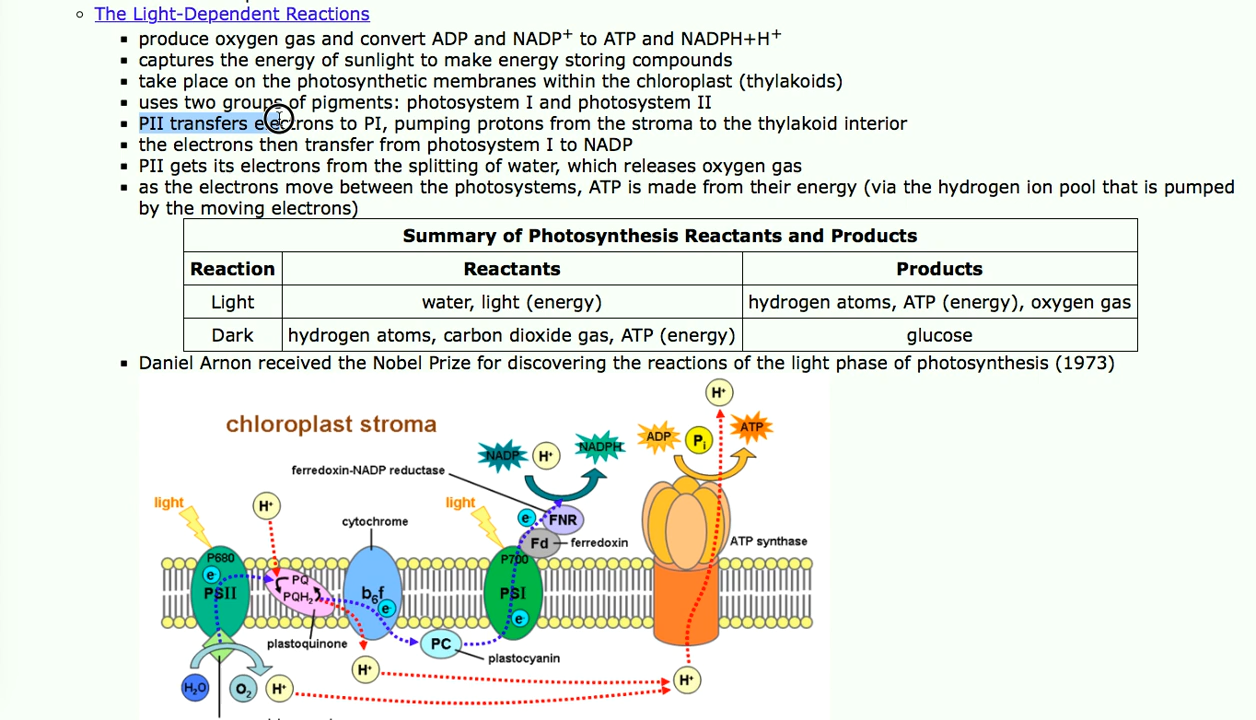 The Light-Dependent Reactions
produce oxygen gas and convert ADP and NADP+ to ATP and NADPH+H+
captures the energy of sunlight to make energy storing compounds
take place on the photosynthetic membranes within the chloroplast (thylakoids)
uses two groups of pigments: photosystem I and photosystem II
PII transfers electrons to PI, pumping protons from the stroma to the thylakoid interior
the electrons then transfer from photosystem I to NADP
PII gets its electrons from the splitting of water, which releases oxygen gas
as the electrons move between the photosystems, ATP is made from their energy (via the hydrogen ion pool that is pumped
by the moving electrons)
Summary of Photosynthesis Reactants and Products
Reaction Reactants Products
Light water, light (energy) hydrogen atoms, ATP (energy), oxygen gas
Dark hydrogen atoms, carbon dioxide gas, ATP (energy) glucose
Daniel Arnon received the Nobel Prize for discovering the reactions of the light phase of photosynthesis (1973)
H+
chloroplast stroma
NADP H+ NADPH
ADP Pi ATP
ferredoxin-NADP reductase
light
H+
light
cytochrome
e-
FNR
Fd
ferredoxin
ATP synthase
P680
e-
PSII
PQ
PQH2
b6f
e-
P700
PSI
e-
plastoquinone
PC
plastocyanin
H+
H+
H2O
O2
H+